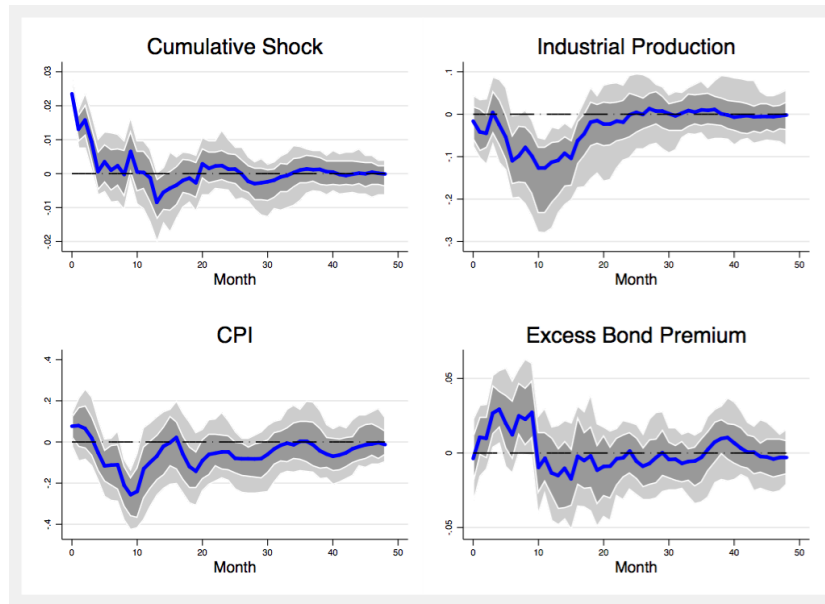 Cumulative Shock
.03
.02
.01
0
-.01
-.02
0 10 20 30 40 50
Month
Industrial Production
.1
0
-.1
-.2
-.3
0 10 20 30 40 50
Month
CPI
.4
.2
0
-.2
-.4
0 10 20 30 40 50
Month
Excess Bond Premium
.05
0
-.05
0 10 20 30 40 50
Month